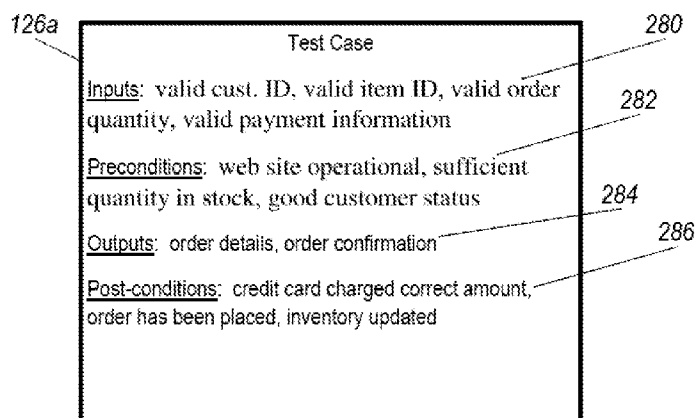 126a
Test Case
280
Inputs: valid cust. ID, valid item ID, valid order
quantity, valid payment information
282
Preconditions: web site operational, sufficient
quantity in stock, good customer status
284
Outputs: order details, order confirmation
286
Post-conditions: credit card charged correct amount,
order has been placed, inventory updated